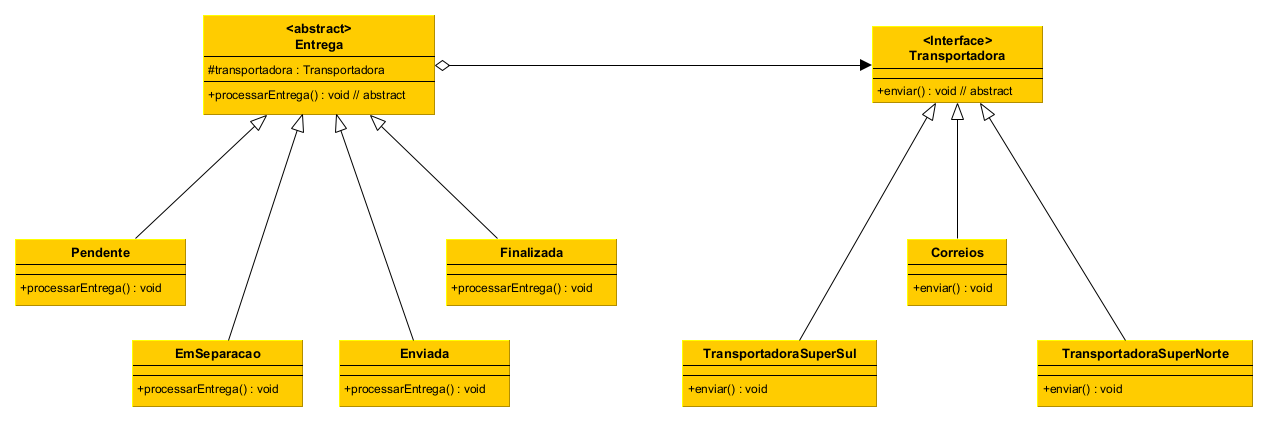 <abstract>
Entrega
#transportadora : Transportadora
+processarEntrega() : void // abstract
<Interface>
Transportadora
+enviar() : void // abstract
Pendente
+processarEntrega() : void
Finalizada
+processarEntrega() : void
Correios
+enviar() : void
EmSeparacao
+processarEntrega() : void
Enviada
+processarEntrega() : void
TransportadoraSuperSul
+enviar() : void
TransportadoraSuperNorte
+enviar() : void